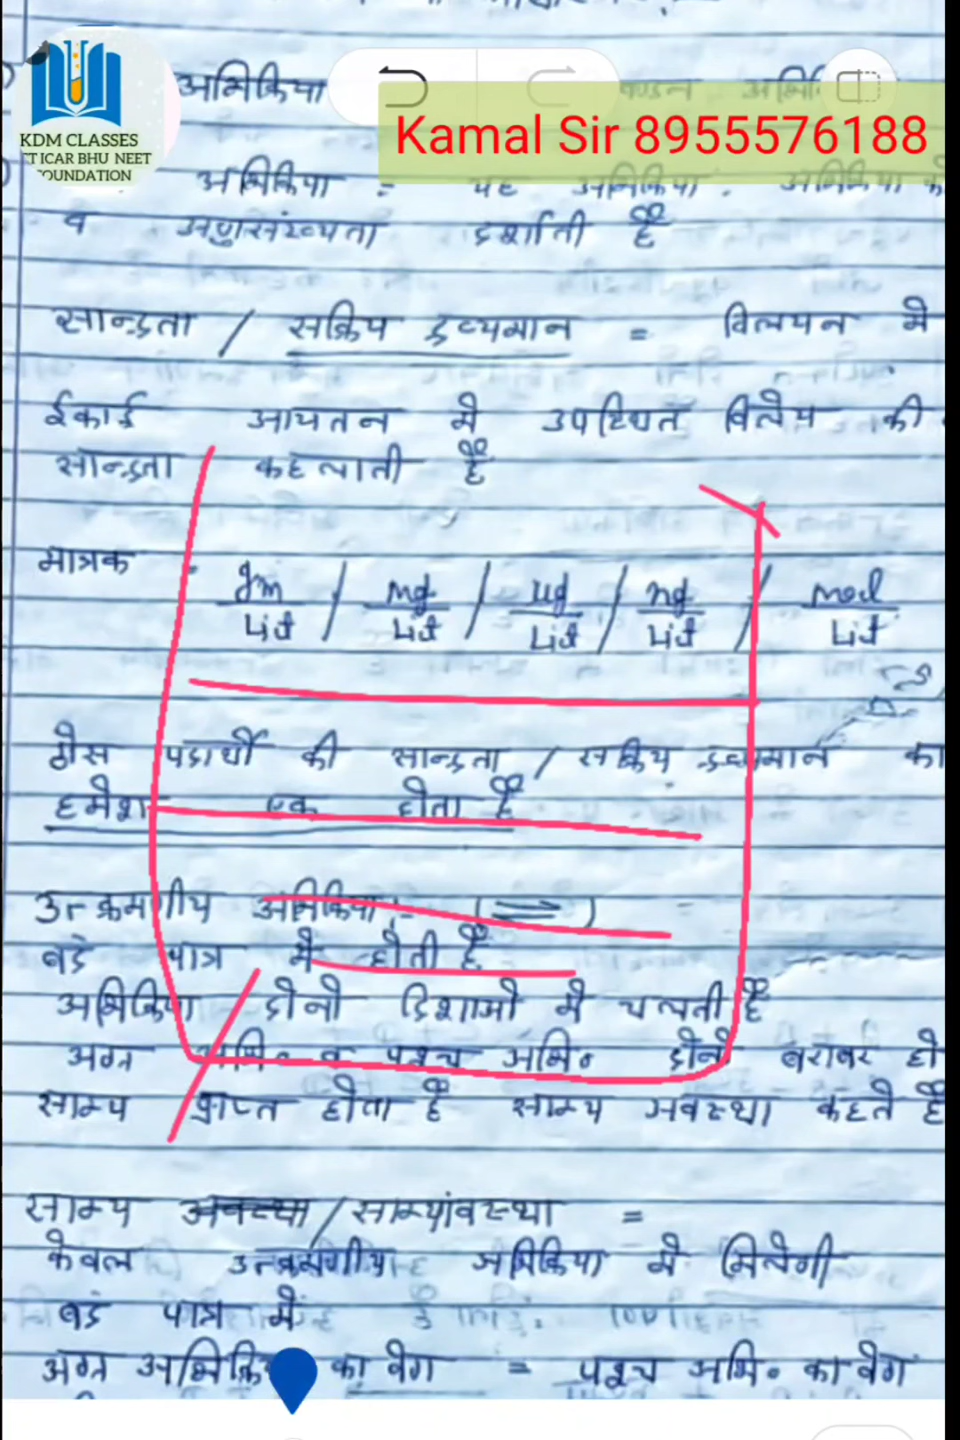 अभिक्रिया
KDM CLASSES
ICAR BHU NEET
FOUNDATION
Kamal Sir 8955576188
अभिक्रिया = यह अभिक्रिया. अभिक्रिया के
व अणुसंख्यता दर्शाती है
सान्द्रता / सक्रिय द्रव्यमान = विलयन मे
ईकाई आयतन मे उपस्थित विलेय की
सान्द्रता कहलाती है
मात्रक gm/Lit / mg/Lit / ug/Lit / ng/Lit / mol/Lit
ठोस पदार्थो की सान्द्रता / सक्रिय द्रव्यमान का
हमेशा एक होता है
उत्क्रमणीय अभिक्रिया :- (⇌)
बडे पात्र में होती है
अभिक्रिया दोनो दिशाओ मे चलती है
अग्र अभि॰ व पश्च अभि॰ दोनो बराबर हो
साम्य प्राप्त होता है साम्य अवस्था कहते है
साम्य अवस्था / साम्यांवस्था =
केवल उत्क्रमणीय अभिक्रिया मे मिलेगी
बडे पात्र में
अग्र अभिक्रि का वेग = पश्च अभि॰ का वेग